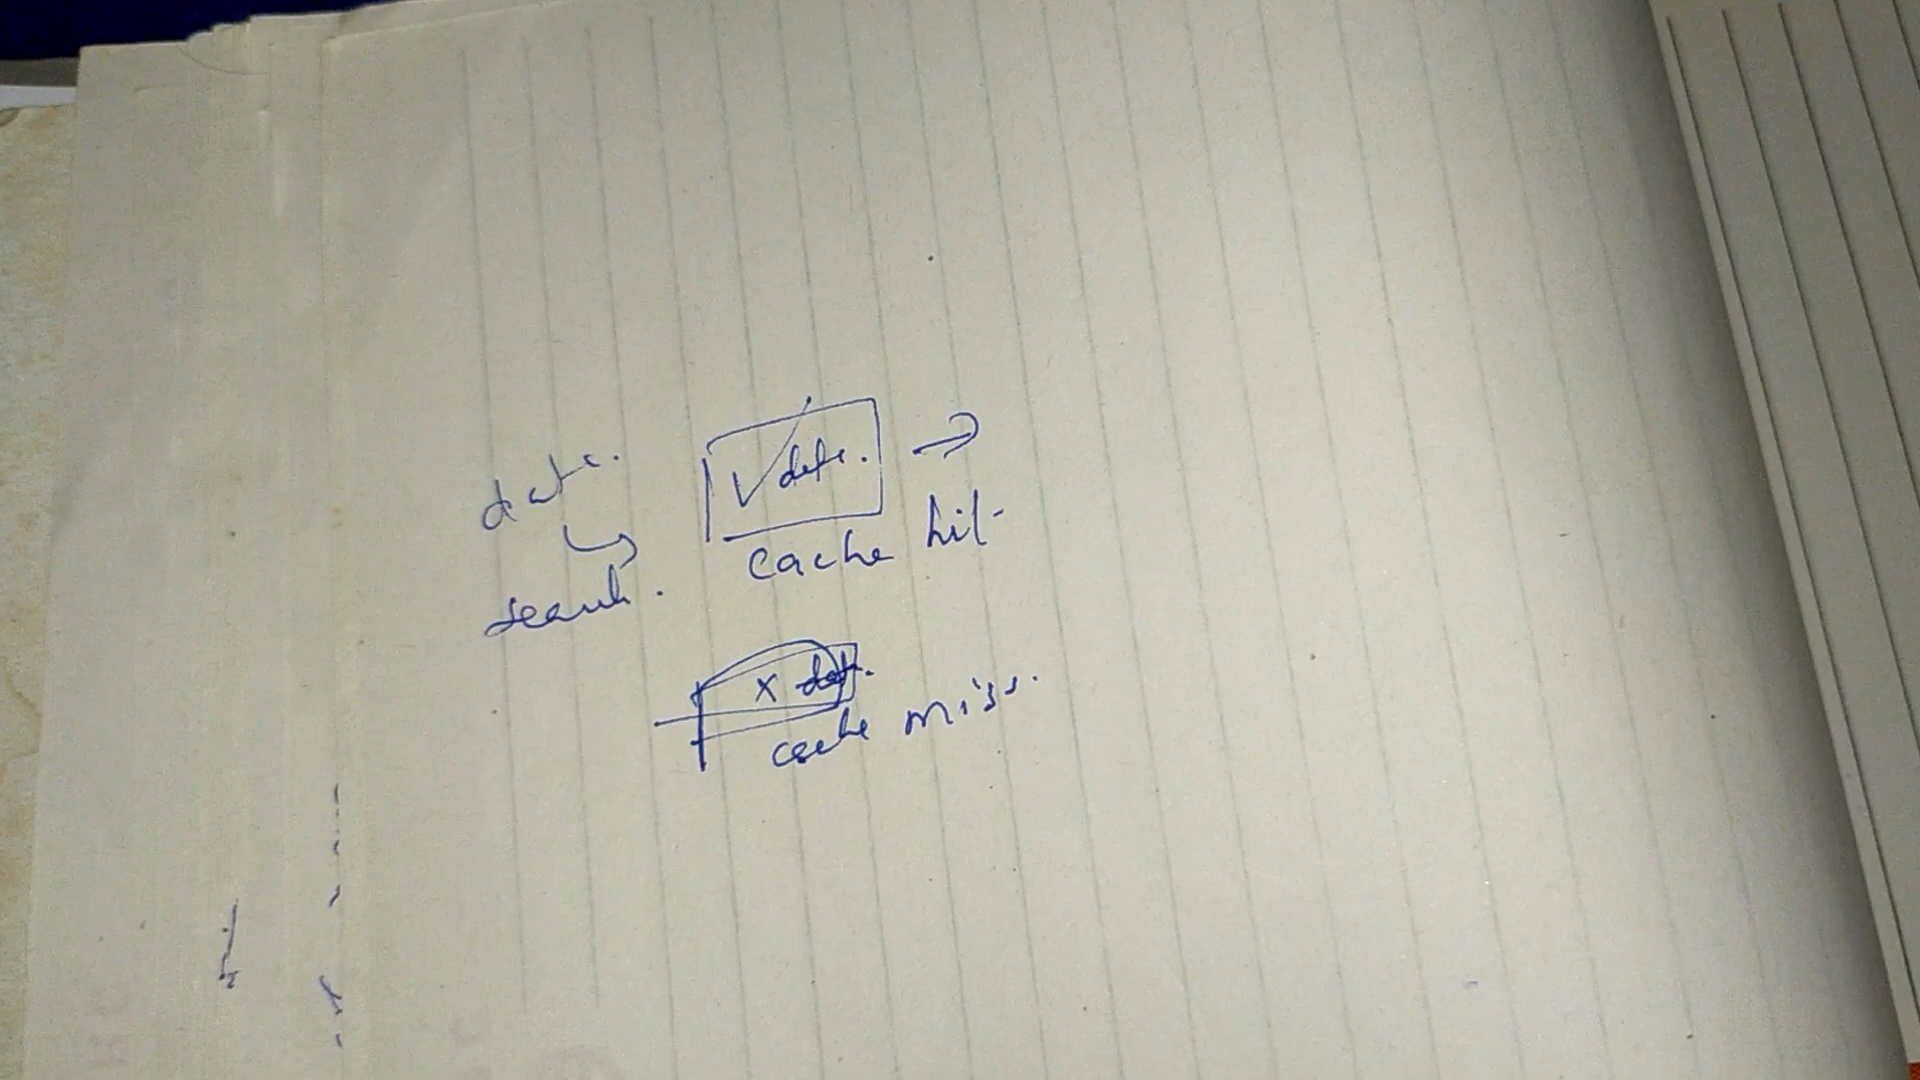 data.
✓ data. →
search.
cache hit
x data.
cache miss.